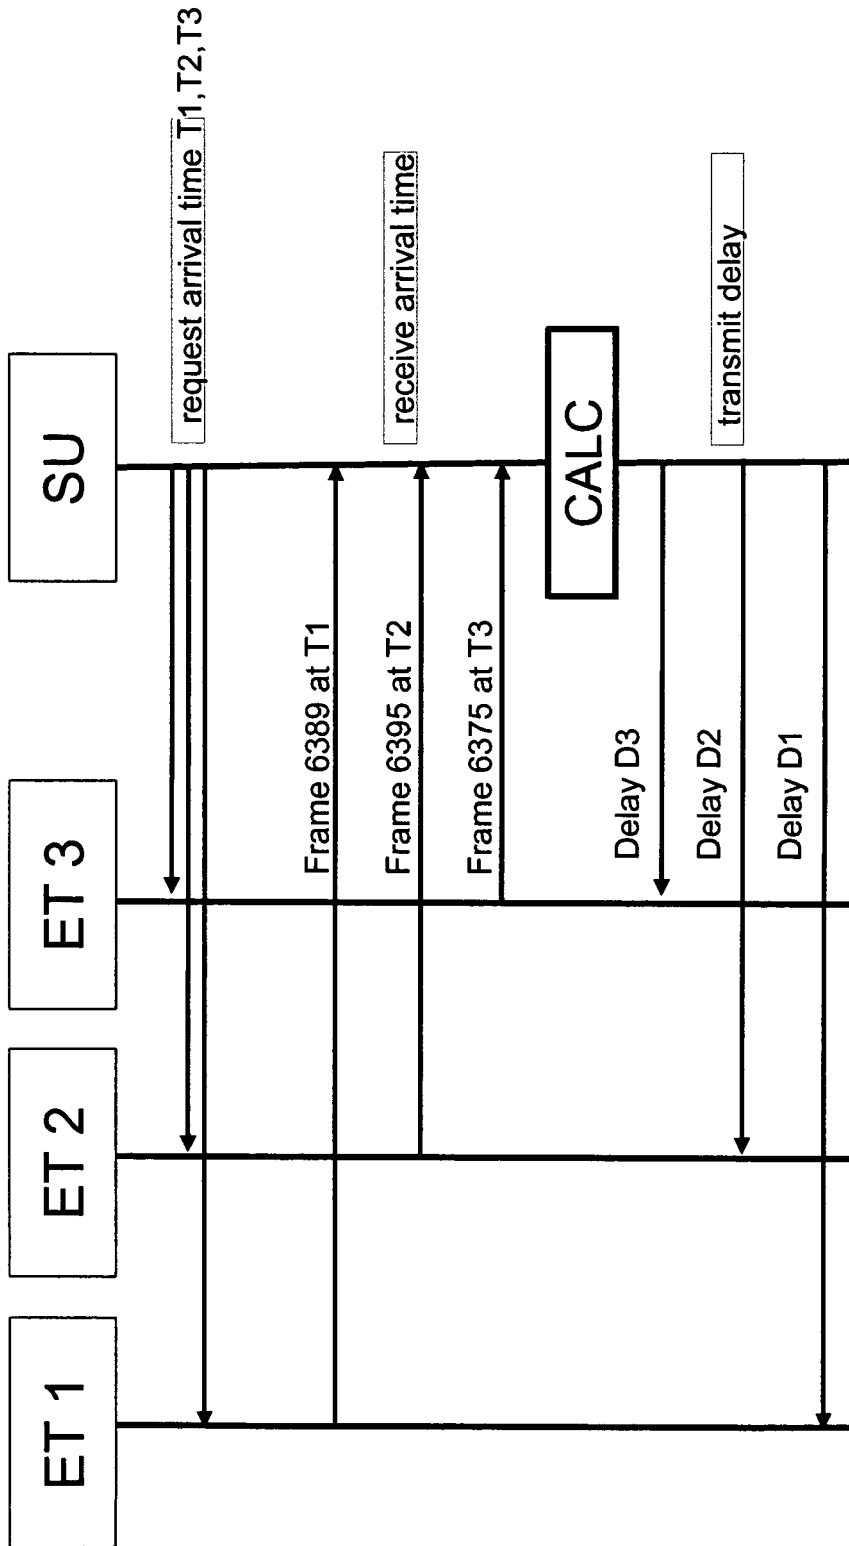 ET 1
ET 2
ET 3
SU
request arrival time T1,T2,T3
Frame 6389 at T1
Frame 6395 at T2
receive arrival time
Frame 6375 at T3
CALC
Delay D3
Delay D2
transmit delay
Delay D1